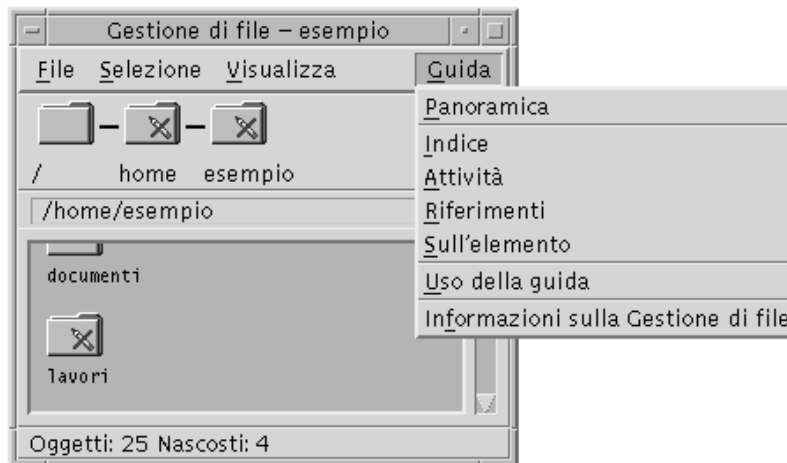 Gestione di file – esempio
File Selezione Visualizza Guida
Panoramica
Indice
Attività
Riferimenti
Sull'elemento
Uso della guida
Informazioni sulla Gestione di file
/ home esempio
/home/esempio
documenti
lavori
Oggetti: 25 Nascosti: 4